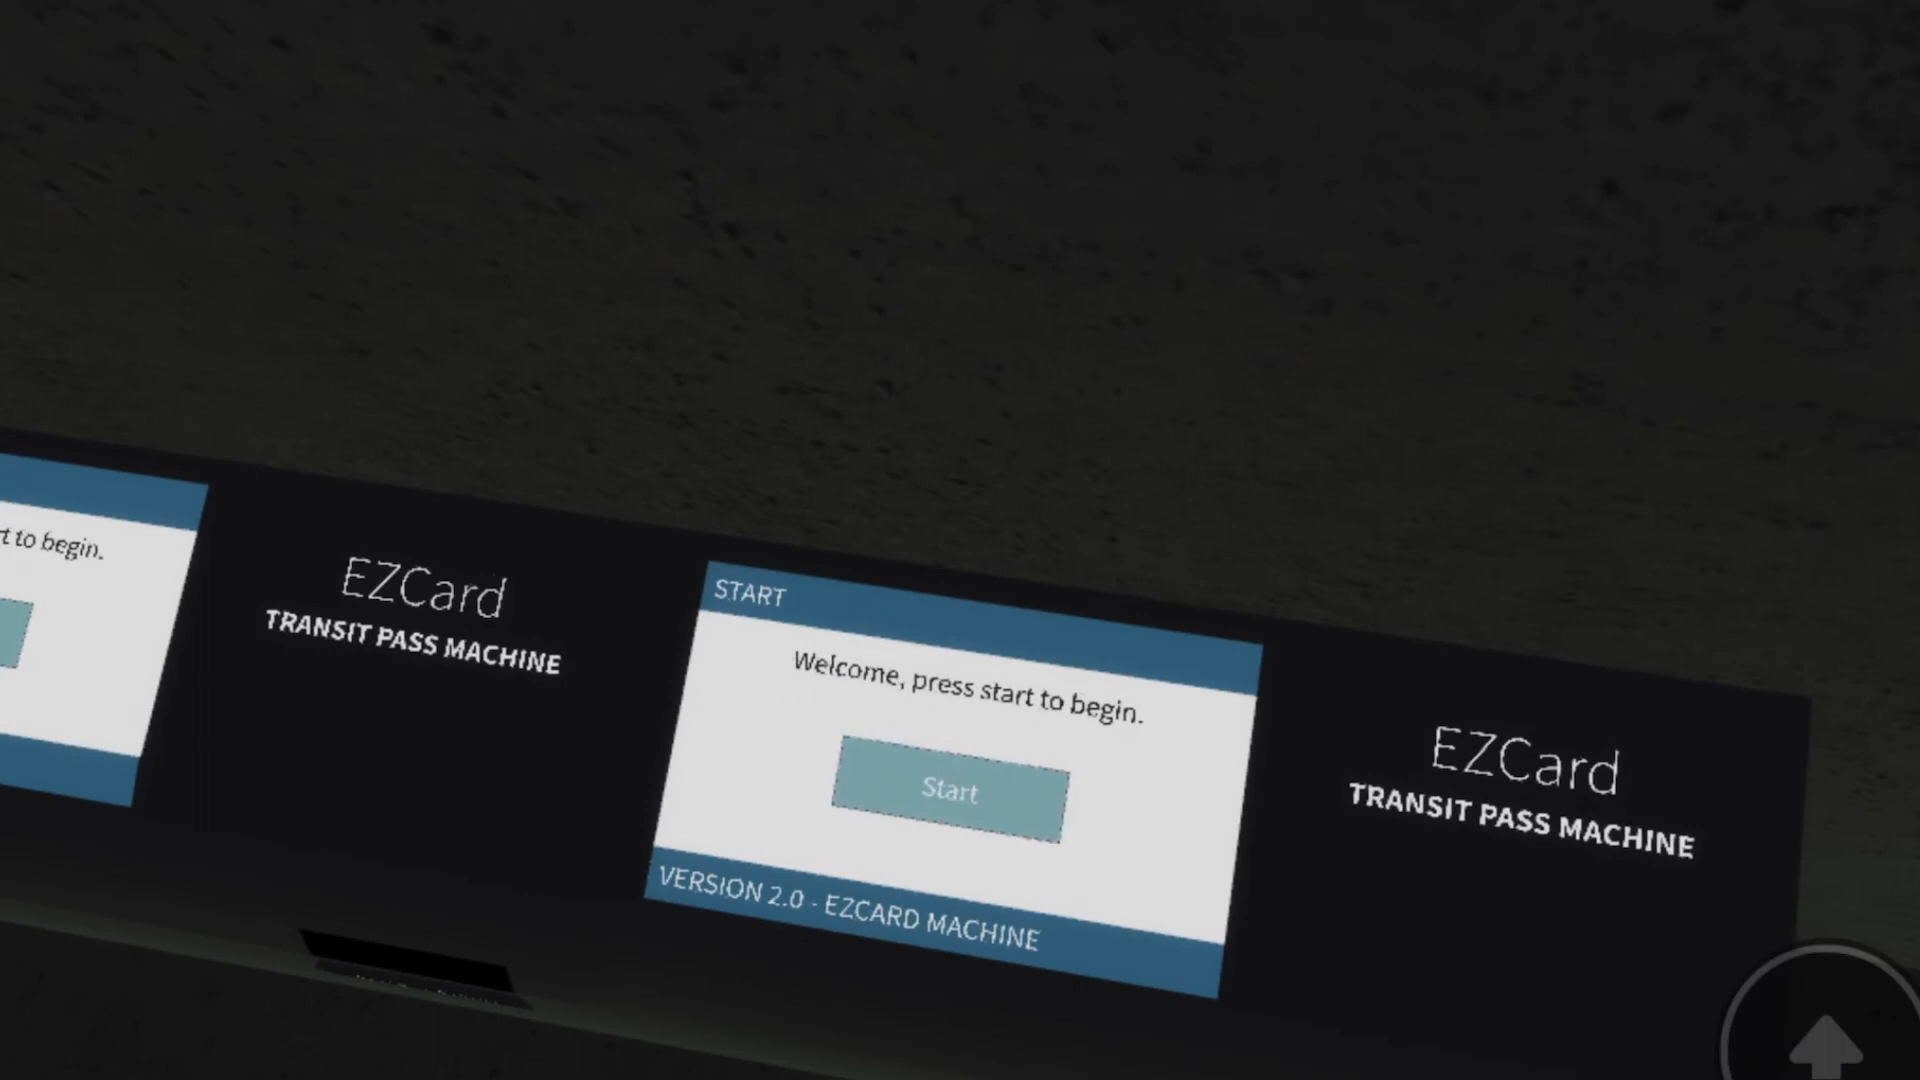 t to begin.
EZCard
TRANSIT PASS MACHINE
START
Welcome, press start to begin.
Start
VERSION 2.0 - EZCARD MACHINE
EZCard
TRANSIT PASS MACHINE